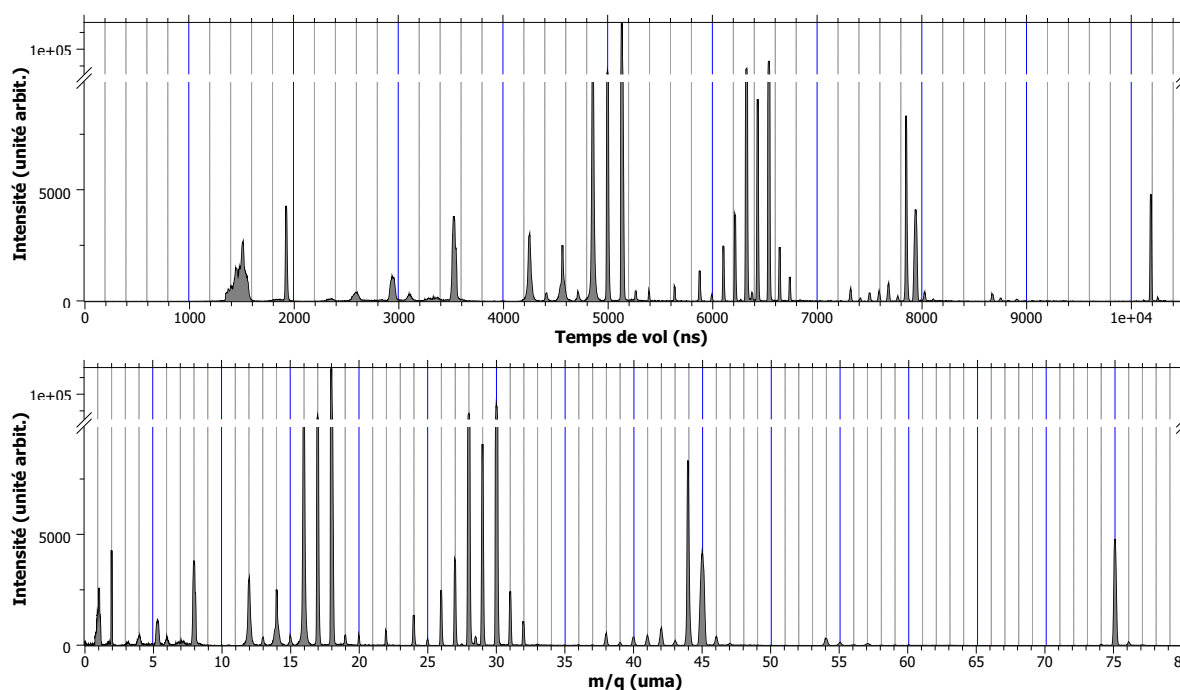 1e+05
Intensité (unité arbit.)
5000
0
0 1000 2000 3000 4000 5000 6000 7000 8000 9000 1e+04
Temps de vol (ns)
1e+05
Intensité (unité arbit.)
5000
0
0 5 10 15 20 25 30 35 40 45 50 55 60 65 70 75 80
m/q (uma)